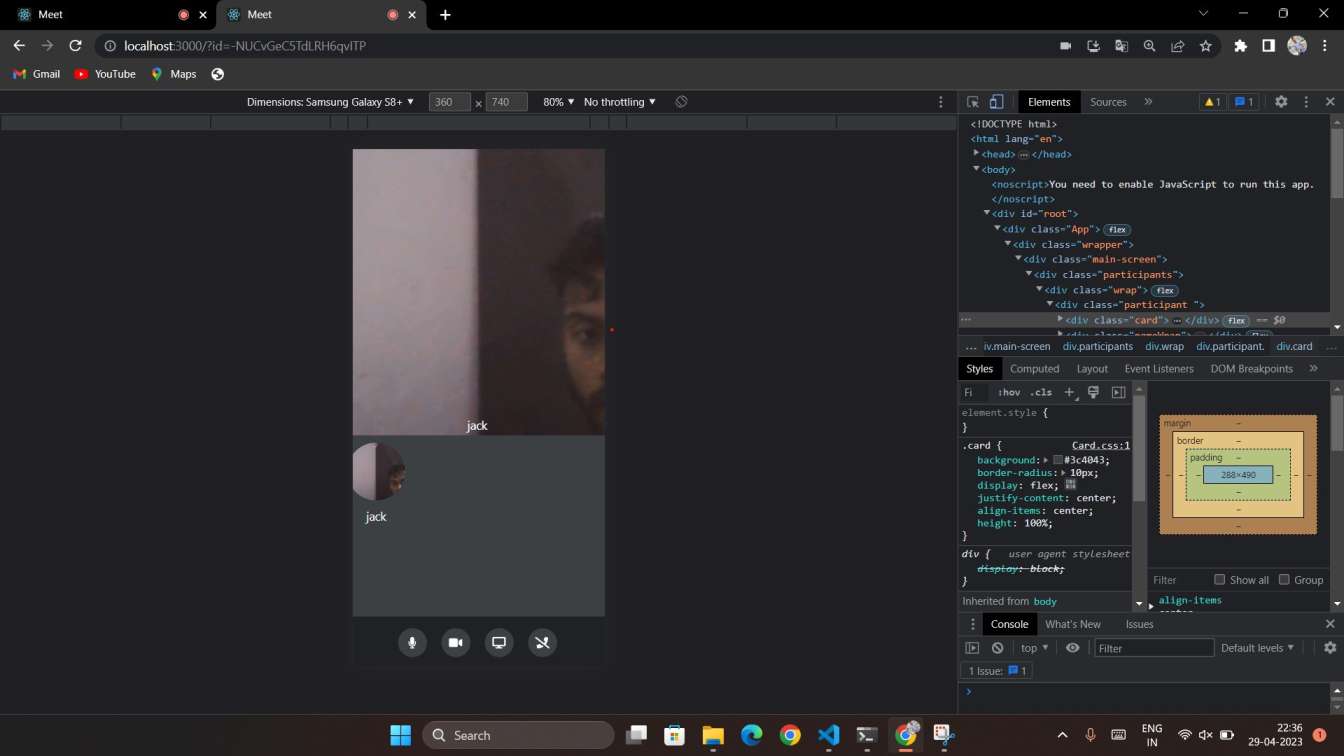 Meet
Meet
localhost:3000/?id=-NUCvGeC5TdLRH6qvITP
Gmail
YouTube
Maps
Dimensions: Samsung Galaxy S8+ ▼ 360 × 740 80% ▼ No throttling ▼
Elements Sources » 1 1
<!DOCTYPE html>
<html lang="en">
<head> … </head>
<body>
<noscript>You need to enable JavaScript to run this app.
</noscript>
<div id="root">
<div class="App"> flex
<div class="wrapper">
<div class="main-screen">
<div class="participants">
<div class="wrap"> flex
<div class="participant ">
… <div class="card"> … </div> flex == $0
… iv.main-screen div.participants div.wrap div.participant. div.card …
Styles Computed Layout Event Listeners DOM Breakpoints »
Fi :hov .cls
element.style {
}
.card { Card.css:1
background: #3c4043;
border-radius: 10px;
display: flex;
justify-content: center;
align-items: center;
height: 100%;
}
div { user agent stylesheet
display: block;
}
Inherited from body
margin –
border –
padding –
– – – 288×490 – – –
–
–
–
Filter Show all Group
align-items
jack
jack
Console What's New Issues
top ▼ Filter Default levels ▼
1 Issue: 1
>
Search
ENG
IN
22:36
29-04-2023
1